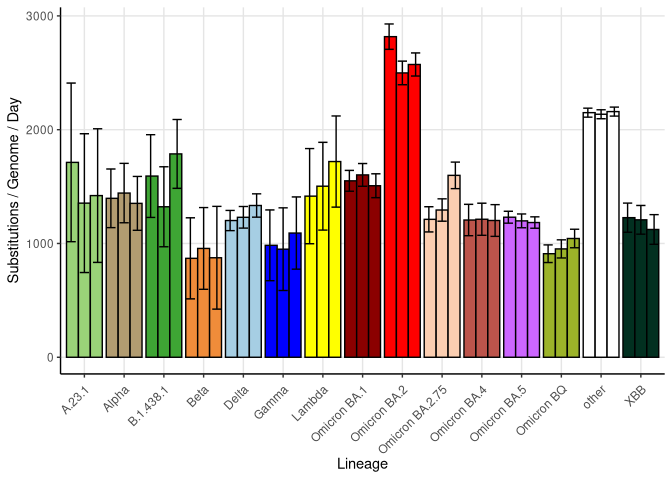 Substitutions / Genome / Day
3000
2000
1000
0
A.23.1
Alpha
B.1.438.1
Beta
Delta
Gamma
Lambda
Omicron BA.1
Omicron BA.2
Omicron BA.2.75
Omicron BA.4
Omicron BA.5
Omicron BQ
other
XBB
Lineage